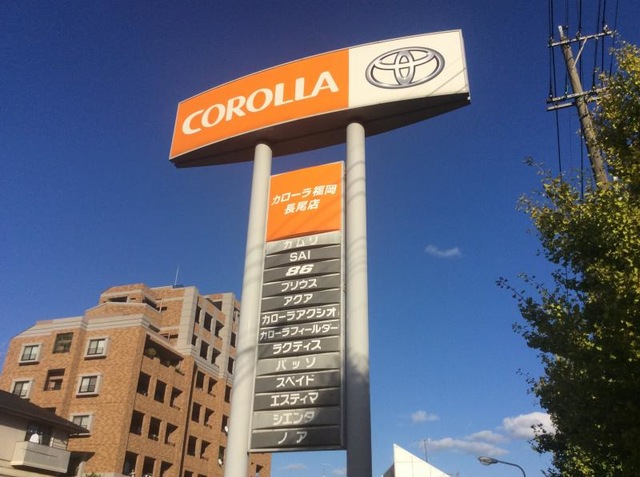 COROLLA
カローラ福岡
長尾店
カムリ
SAI
86
プリウス
アクア
カローラアクシオ
カローラフィールダー
ラクティス
パッソ
スペイド
エスティマ
シエンタ
ノア